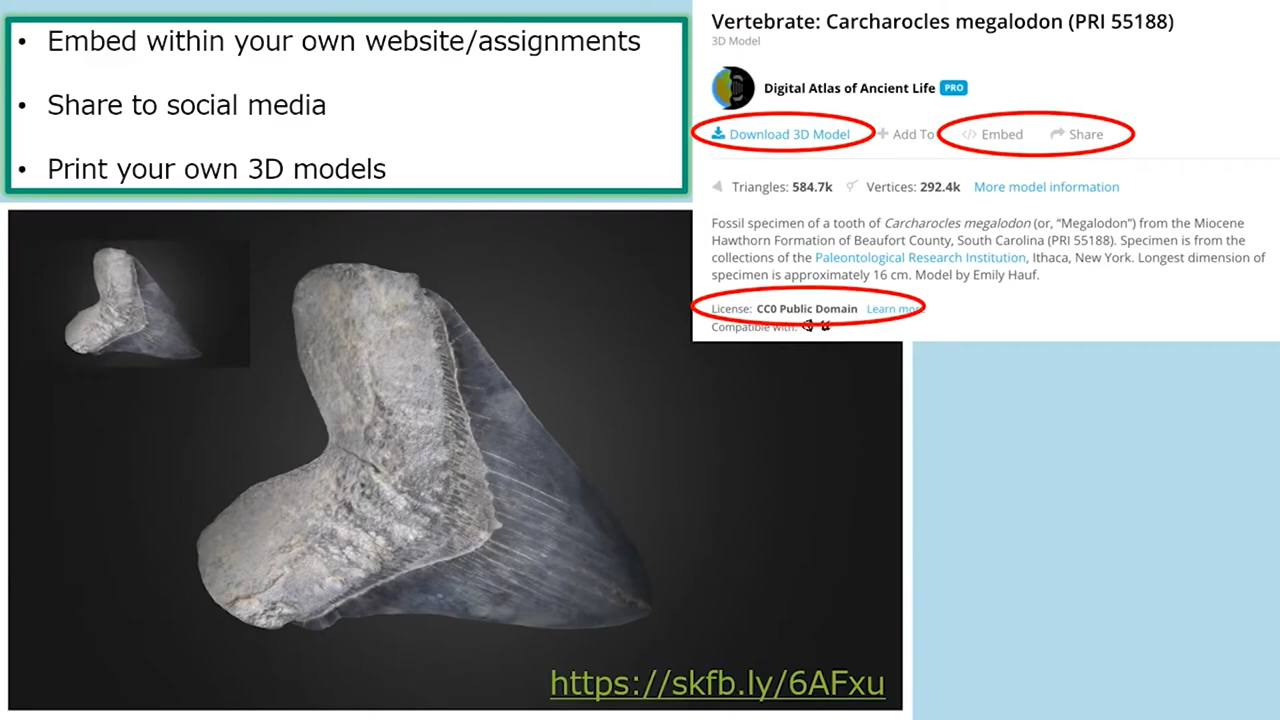 • Embed within your own website/assignments
• Share to social media
• Print your own 3D models
Vertebrate: Carcharocles megalodon (PRI 55188)
3D Model
Digital Atlas of Ancient Life PRO
Download 3D Model + Add To </> Embed Share
Triangles: 584.7k Vertices: 292.4k More model information
Fossil specimen of a tooth of Carcharocles megalodon (or, “Megalodon”) from the Miocene
Hawthorn Formation of Beaufort County, South Carolina (PRI 55188). Specimen is from the
collections of the Paleontological Research Institution, Ithaca, New York. Longest dimension of
specimen is approximately 16 cm. Model by Emily Hauf.
License: CC0 Public Domain Learn more
Compatible with:
https://skfb.ly/6AFxu